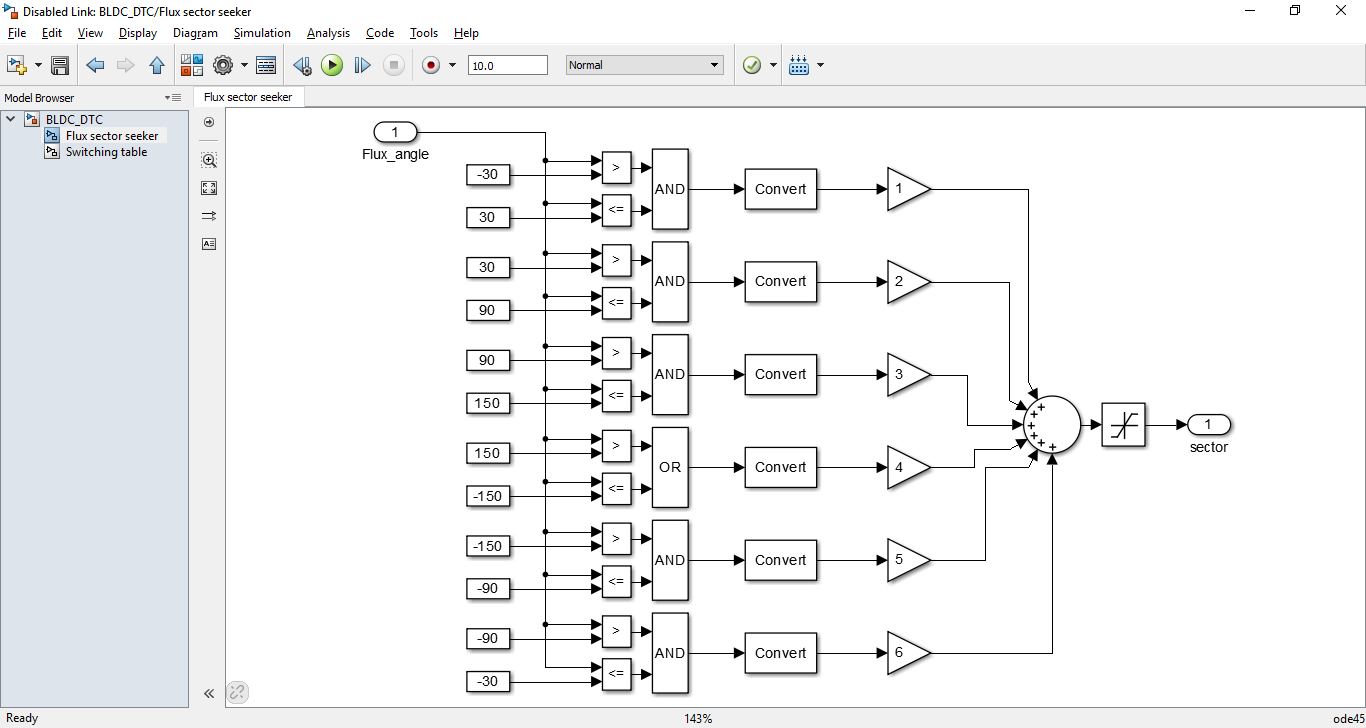 Disabled Link: BLDC_DTC/Flux sector seeker
File Edit View Display Diagram Simulation Analysis Code Tools Help
10.0 Normal
Model Browser
Flux sector seeker
BLDC_DTC
Flux sector seeker
Switching table
1
Flux_angle
-30 >
30 <=
AND Convert 1
30 >
90 <=
AND Convert 2
90 >
150 <=
AND Convert 3
150 >
-150 <=
OR Convert 4
-150 >
-90 <=
AND Convert 5
-90 >
-30 <=
AND Convert 6
+
+
+
+
+
+
1
sector
Ready 143% ode45